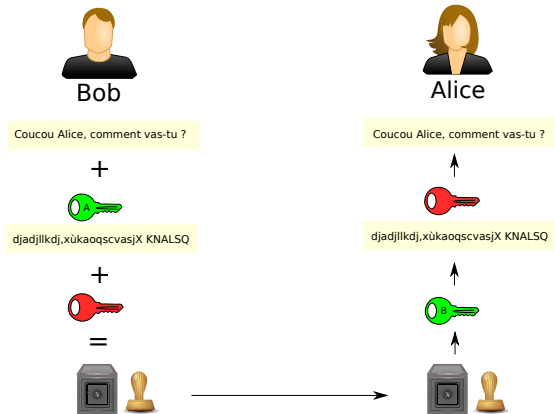 Bob
Alice
Coucou Alice, comment vas-tu ?
Coucou Alice, comment vas-tu ?
+
A
djadjllkdj,xùkaoqscvasjX KNALSQ
djadjllkdj,xùkaoqscvasjX KNALSQ
+
B
=